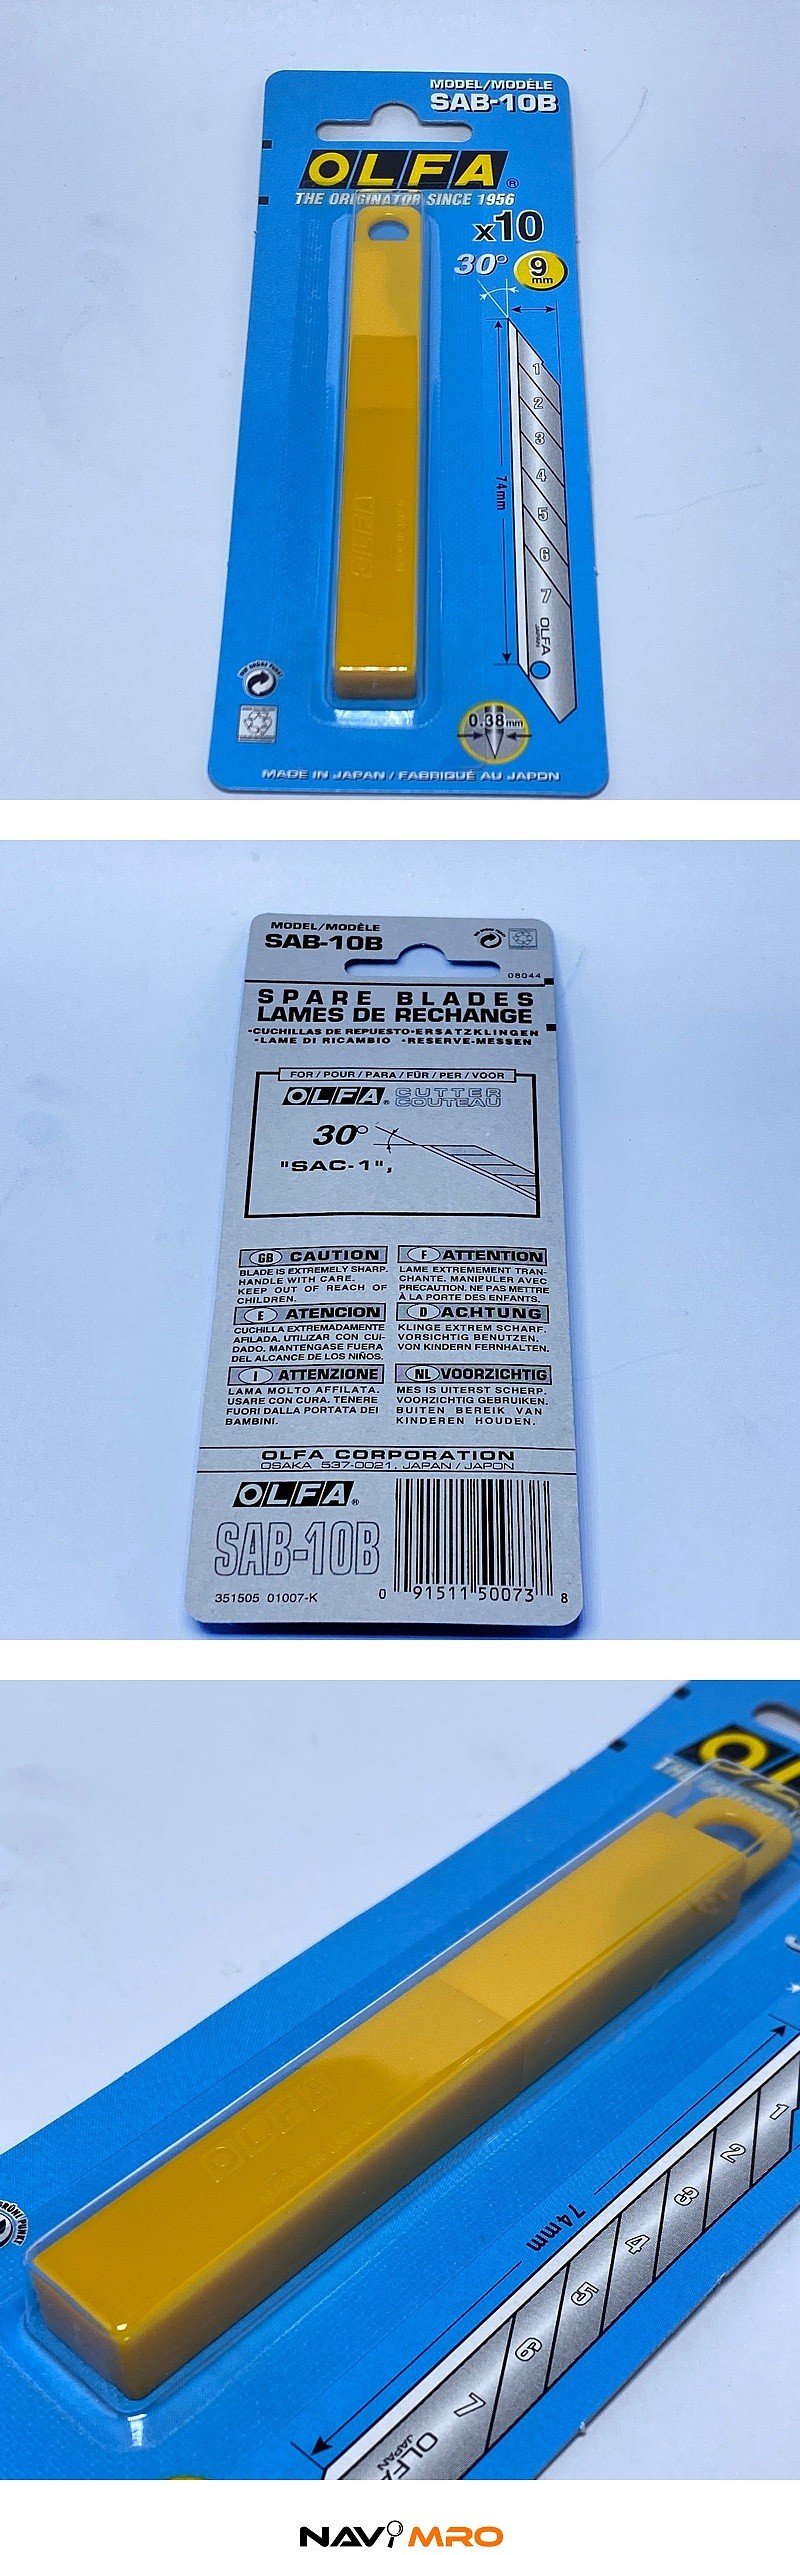 MODEL/MODÈLE
SAB-10B
OLFA®
THE ORIGINATOR SINCE 1956
x10
30° 9 mm
1
2
3
4
5
6
7
74mm
OLFA
JAPAN
OLFA
0.38mm
MADE IN JAPAN / FABRIQUÉ AU JAPON
MODEL/MODÈLE
SAB-10B
08044
SPARE BLADES
LAMES DE RECHANGE
•CUCHILLAS DE REPUESTO•ERSATZKLINGEN
•LAME DI RICAMBIO •RESERVE-MESSEN
FOR / POUR / PARA / FÜR / PER / VOOR
OLFA® CUTTER
COUTEAU
30°
"SAC-1",
GB CAUTION
BLADE IS EXTREMELY SHARP.
HANDLE WITH CARE.
KEEP OUT OF REACH OF
CHILDREN.
F ATTENTION
LAME EXTREMEMENT TRAN-
CHANTE. MANIPULER AVEC
PRECAUTION. NE PAS METTRE
À LA PORTE DES ENFANTS.
E ATENCION
CUCHILLA EXTREMADAMENTE
AFILADA. UTILIZAR CON CUI-
DADO. MANTENGASE FUERA
DEL ALCANCE DE LOS NIÑOS.
D ACHTUNG
KLINGE EXTREM SCHARF.
VORSICHTIG BENUTZEN.
VON KINDERN FERNHALTEN.
I ATTENZIONE
LAMA MOLTO AFFILATA.
USARE CON CURA. TENERE
FUORI DALLA PORTATA DEI
BAMBINI.
NL VOORZICHTIG
MES IS UITERST SCHERP.
VOORZICHTIG GEBRUIKEN.
BUITEN BEREIK VAN
KINDEREN HOUDEN.
OLFA CORPORATION
OSAKA 537-0021, JAPAN / JAPON
OLFA®
SAB-10B
351505 01007-K
0 91511 50073 8
OLFA
1
2
3
4
5
6
7
74mm
OLFA
JAPAN
NAVi MRO